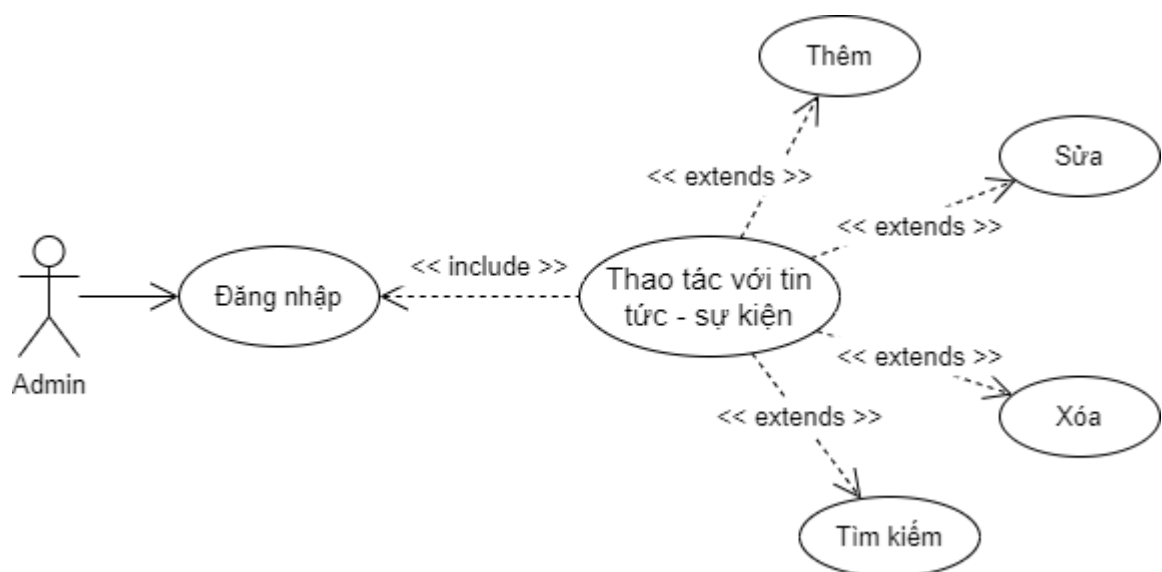 Thêm
Sửa
<< extends >>
<< extends >>
Đăng nhập
<< include >>
Thao tác với tin
tức - sự kiện
Admin
<< extends >>
<< extends >>
Xóa
Tìm kiếm